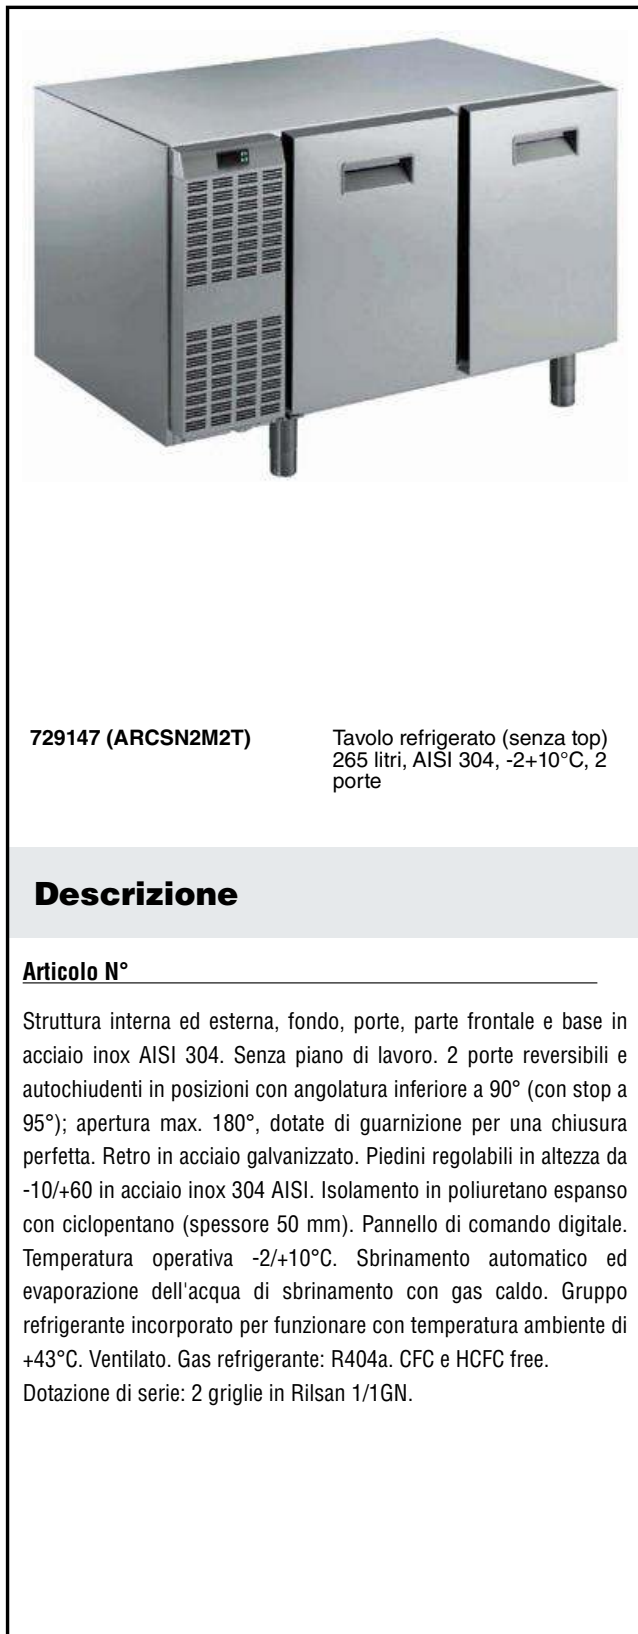 729147 (ARCSN2M2T)
Tavolo refrigerato (senza top)
265 litri, AISI 304, -2+10°C, 2
porte
Descrizione
Articolo N°
Struttura interna ed esterna, fondo, porte, parte frontale e base in
acciaio inox AISI 304. Senza piano di lavoro. 2 porte reversibili e
autochiudenti in posizioni con angolatura inferiore a 90° (con stop a
95°); apertura max. 180°, dotate di guarnizione per una chiusura
perfetta. Retro in acciaio galvanizzato. Piedini regolabili in altezza da
-10/+60 in acciaio inox 304 AISI. Isolamento in poliuretano espanso
con ciclopentano (spessore 50 mm). Pannello di comando digitale.
Temperatura operativa -2/+10°C. Sbrinamento automatico ed
evaporazione dell'acqua di sbrinamento con gas caldo. Gruppo
refrigerante incorporato per funzionare con temperatura ambiente di
+43°C. Ventilato. Gas refrigerante: R404a. CFC e HCFC free.
Dotazione di serie: 2 griglie in Rilsan 1/1GN.